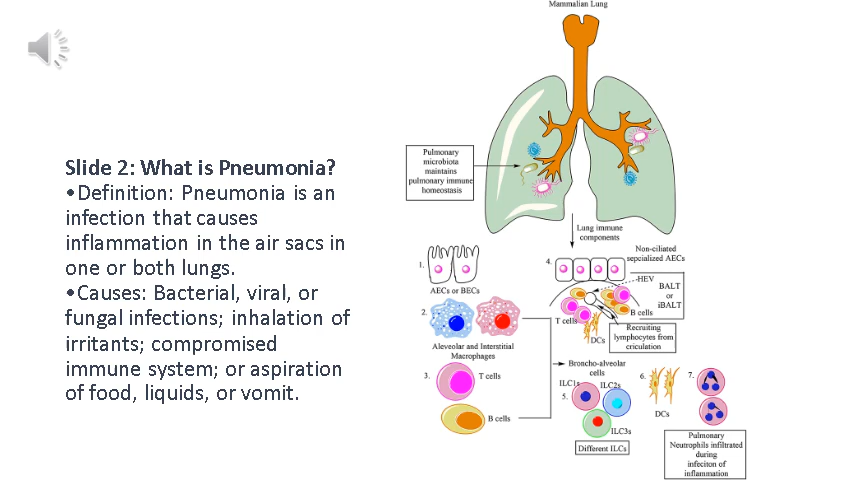 Slide 2: What is Pneumonia?
•Definition: Pneumonia is an
infection that causes
inflammation in the air sacs in
one or both lungs.
•Causes: Bacterial, viral, or
fungal infections; inhalation of
irritants; compromised
immune system; or aspiration
of food, liquids, or vomit.
Mammalian Lung
Pulmonary
microbiota
maintains
pulmonary immune
homeostasis
Lung immune
components
1.
AECs or BECs
2.
Aleveolar and Interstitial
Macrophages
3.
T cells
B cells
4.
Non-ciliated
sepcialized AECs
HEV
BALT
or
iBALT
T cells
B cells
DCs
Recruiting
lymphocytes from
criculation
Broncho-alveolar
cells
5.
ILC1s
ILC2s
ILC3s
Different ILCs
6.
DCs
7.
Pulmonary
Neutrophils infiltrated
during
infeciton of
inflammation